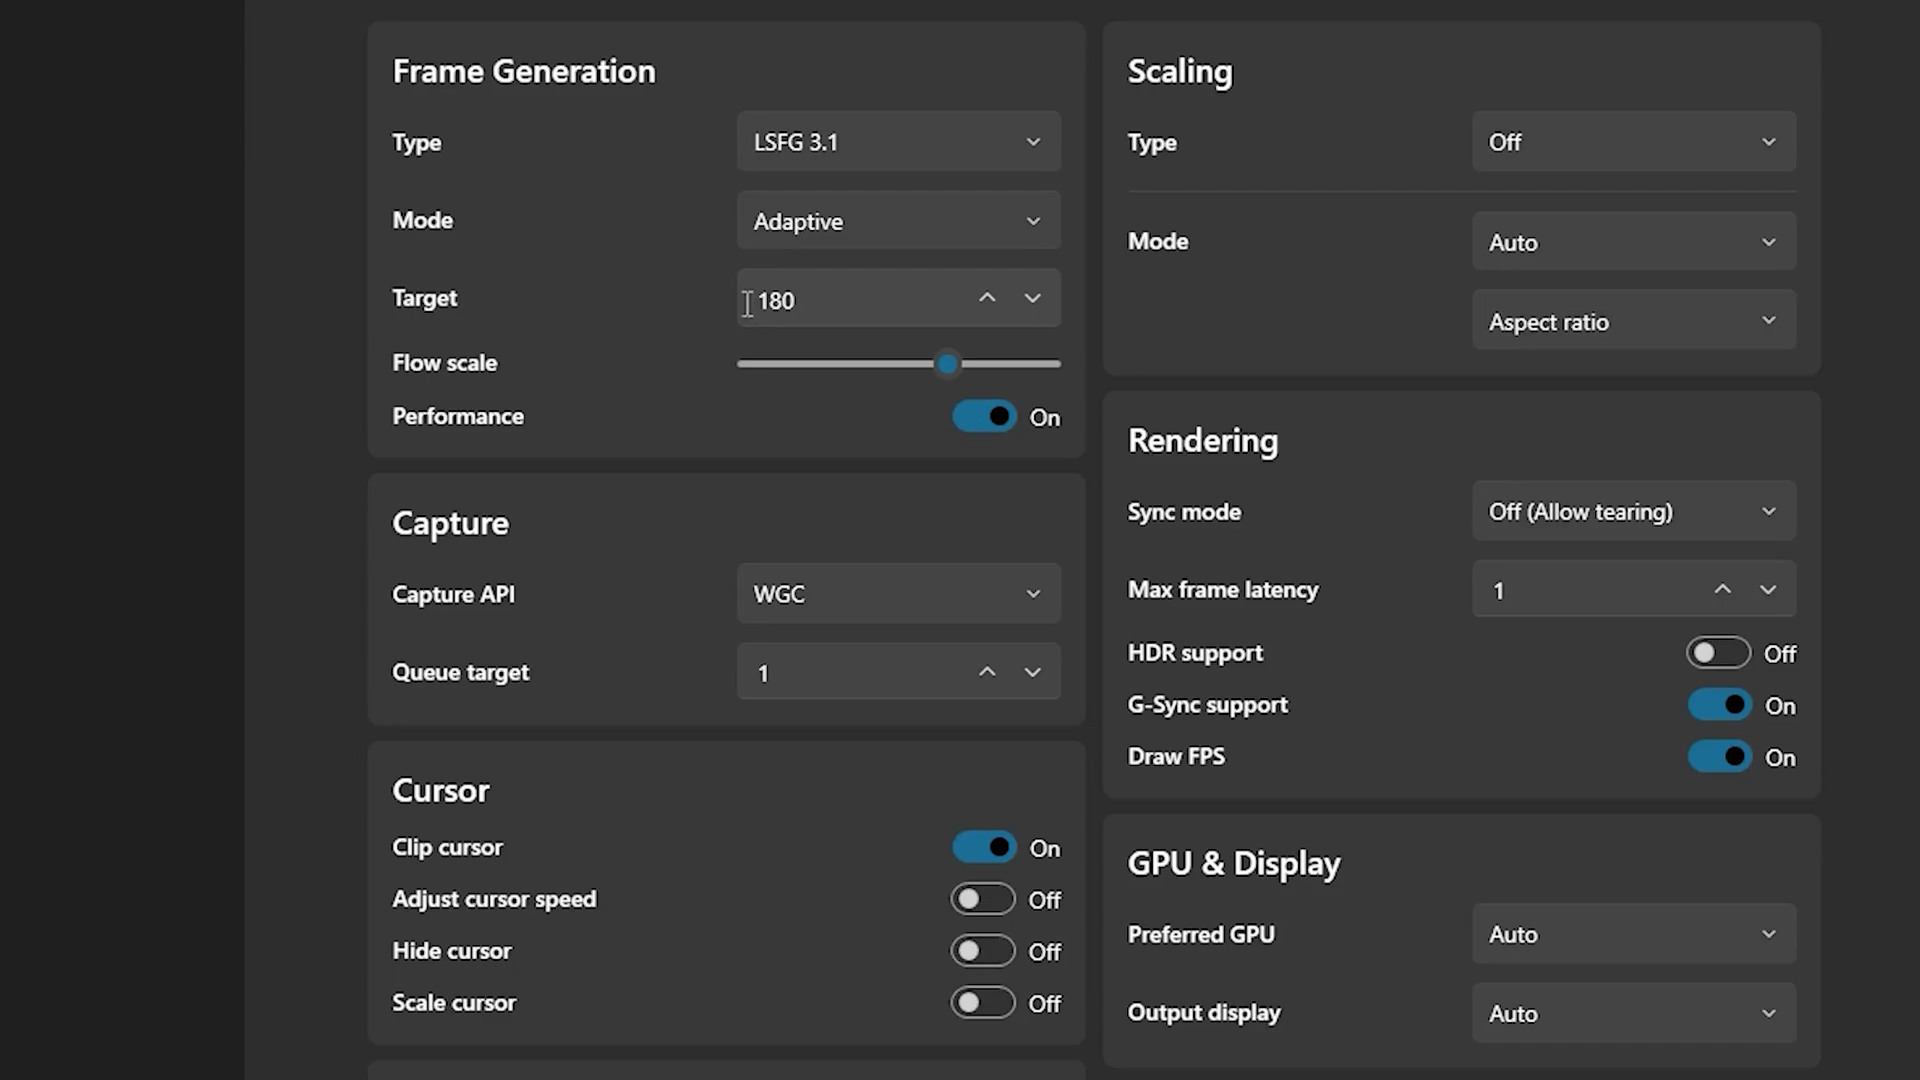 Frame Generation
Type
LSFG 3.1
Mode
Adaptive
Target
180
Flow scale
Performance
On
Capture
Capture API
WGC
Queue target
1
Cursor
Clip cursor
On
Adjust cursor speed
Off
Hide cursor
Off
Scale cursor
Off
Scaling
Type
Off
Mode
Auto
Aspect ratio
Rendering
Sync mode
Off (Allow tearing)
Max frame latency
1
HDR support
Off
G-Sync support
On
Draw FPS
On
GPU & Display
Preferred GPU
Auto
Output display
Auto